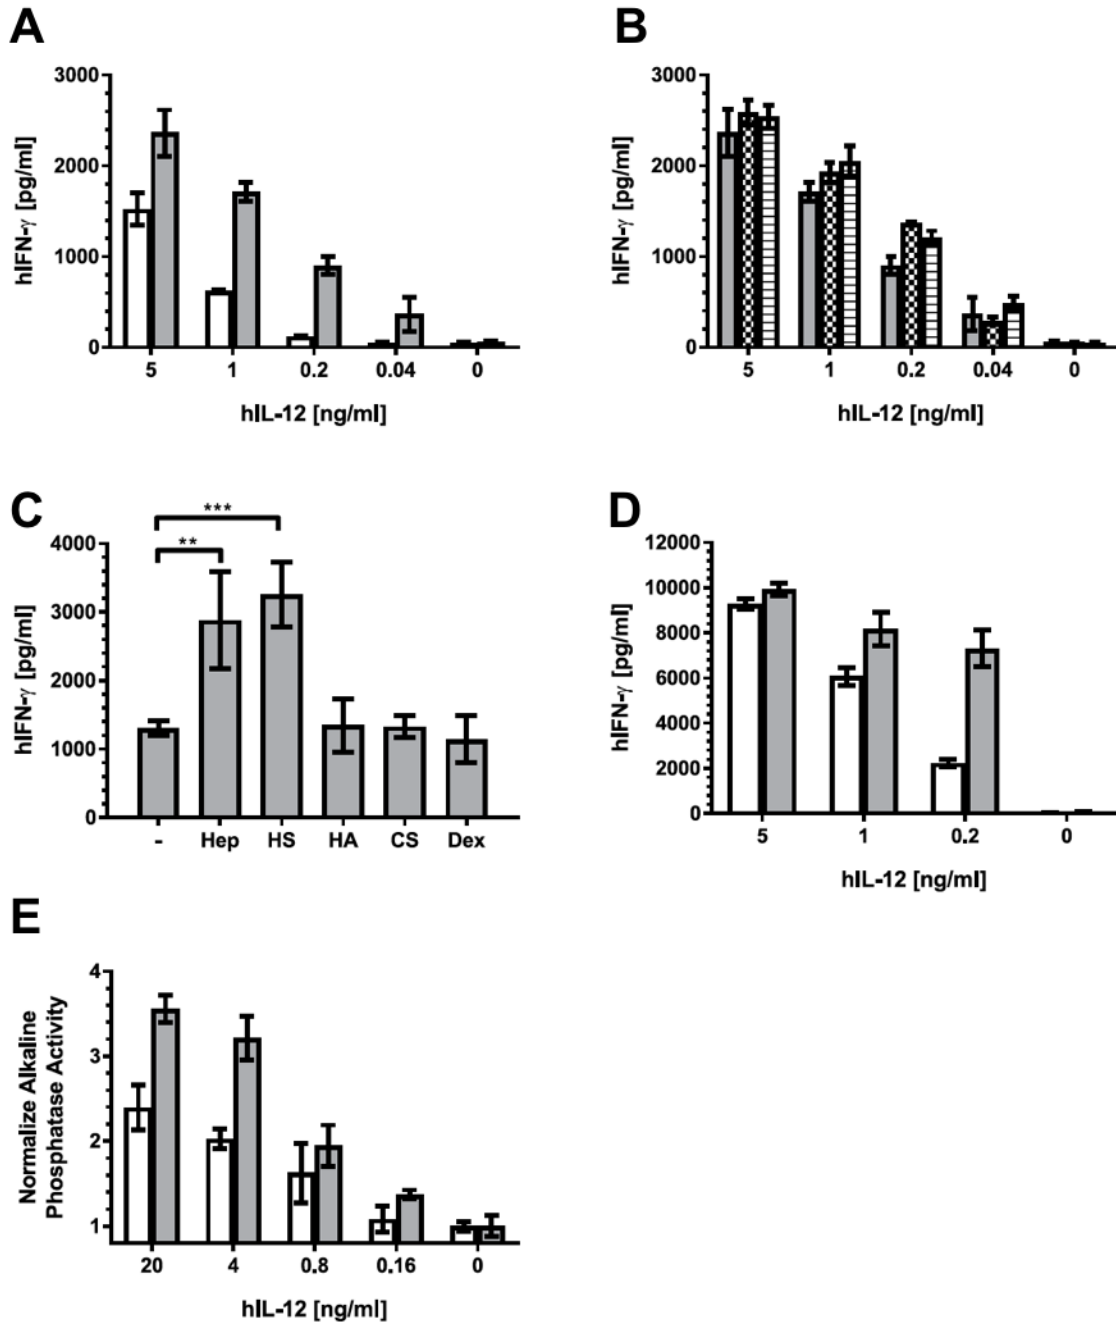 A
3000
2000
1000
0
hIFN-γ [pg/ml]
5 1 0.2 0.04 0
hIL-12 [ng/ml]
B
3000
2000
1000
0
hIFN-γ [pg/ml]
5 1 0.2 0.04 0
hIL-12 [ng/ml]
C
***
**
4000
3000
2000
1000
0
hIFN-γ [pg/ml]
- Hep HS HA CS Dex
D
12000
10000
8000
6000
4000
2000
0
hIFN-γ [pg/ml]
5 1 0.2 0
hIL-12 [ng/ml]
E
4
3
2
1
Normalize Alkaline
Phosphatase Activity
20 4 0.8 0.16 0
hIL-12 [ng/ml]